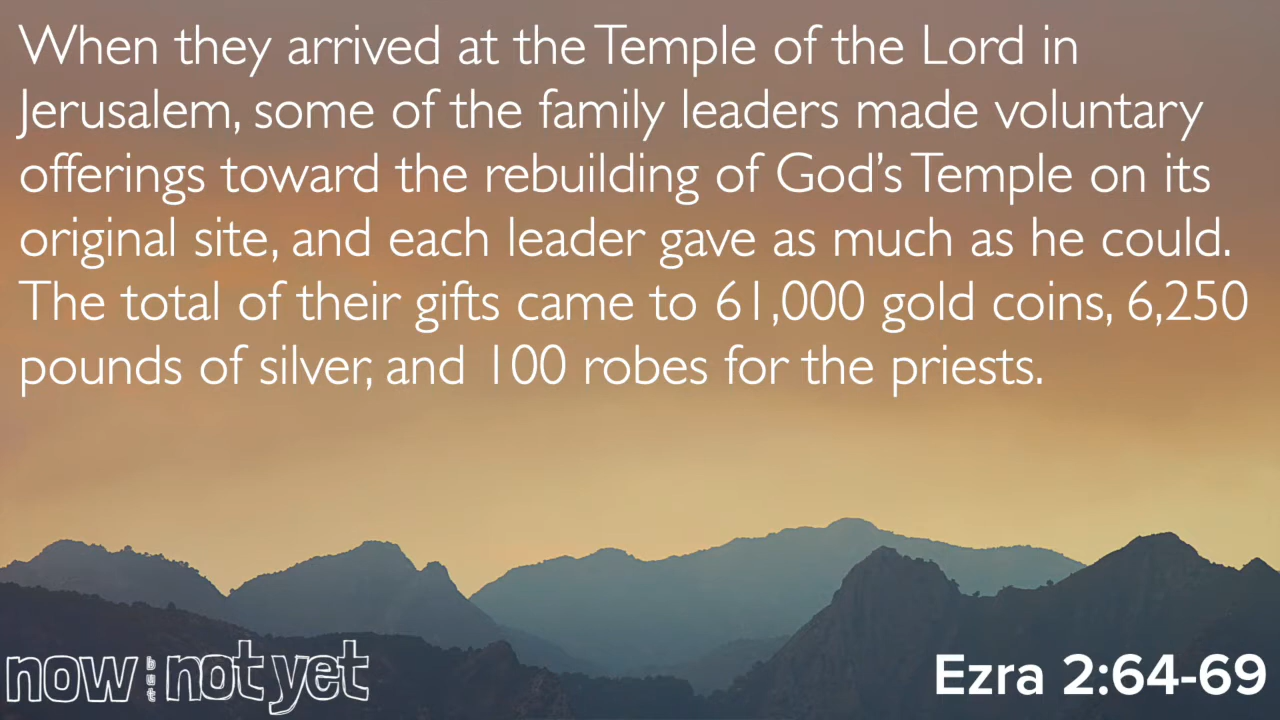 When they arrived at the Temple of the Lord in
Jerusalem, some of the family leaders made voluntary
offerings toward the rebuilding of God’s Temple on its
original site, and each leader gave as much as he could.
The total of their gifts came to 61,000 gold coins, 6,250
pounds of silver, and 100 robes for the priests.
now but not yet
Ezra 2:64-69